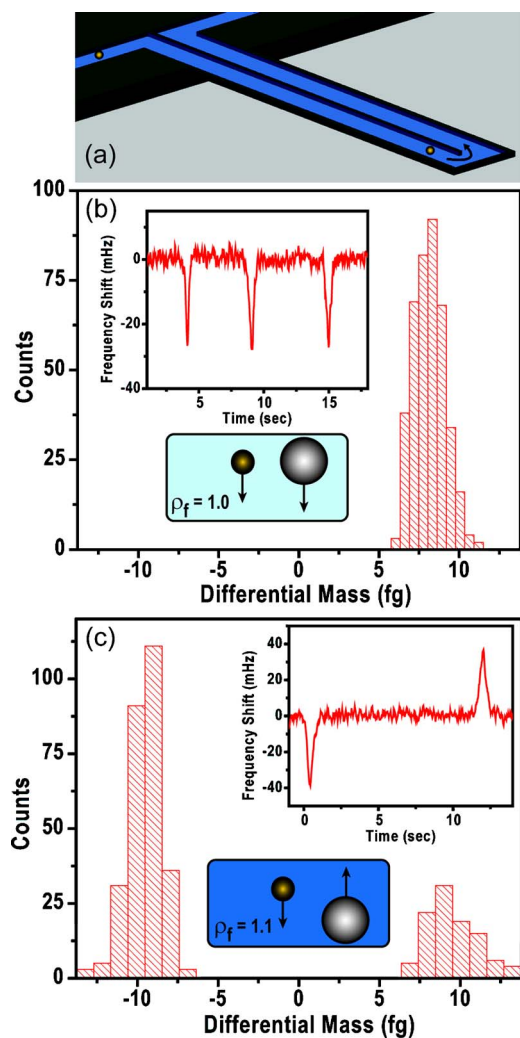 (a)
(b)
100
75
50
25
0
Counts
Frequency Shift (mHz)
0
-20
-40
5
10
15
Time (sec)
ρf = 1.0
-10
-5
0
5
10
Differential Mass (fg)
(c)
100
75
50
25
0
Counts
Frequency Shift (mHz)
40
20
0
-20
-40
0
5
10
Time (sec)
ρf = 1.1
-10
-5
0
5
10
Differential Mass (fg)